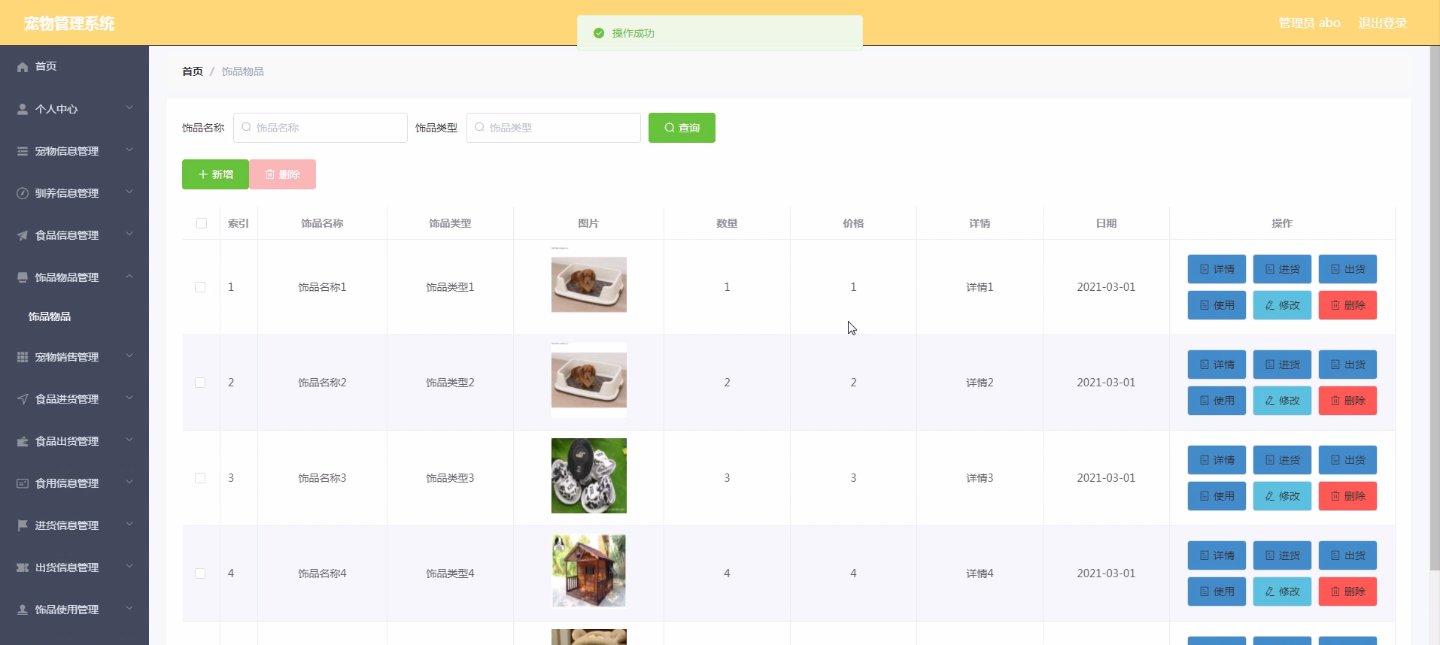 宠物管理系统
操作成功
管理员 abo 退出登录
首页
个人中心
宠物信息管理
驯养信息管理
食品信息管理
饰品物品管理
饰品物品
宠物销售管理
食品进货管理
食品出货管理
食用信息管理
进货信息管理
出货信息管理
饰品使用管理
首页 / 饰品物品
饰品名称 饰品名称 饰品类型 饰品类型 查询
新增 删除
索引 饰品名称 饰品类型 图片 数量 价格 详情 日期 操作
1 饰品名称1 饰品类型1 1 1 详情1 2021-03-01 详情 进货 出货
使用 修改 删除
2 饰品名称2 饰品类型2 2 2 详情2 2021-03-01 详情 进货 出货
使用 修改 删除
3 饰品名称3 饰品类型3 3 3 详情3 2021-03-01 详情 进货 出货
使用 修改 删除
4 饰品名称4 饰品类型4 4 4 详情4 2021-03-01 详情 进货 出货
使用 修改 删除